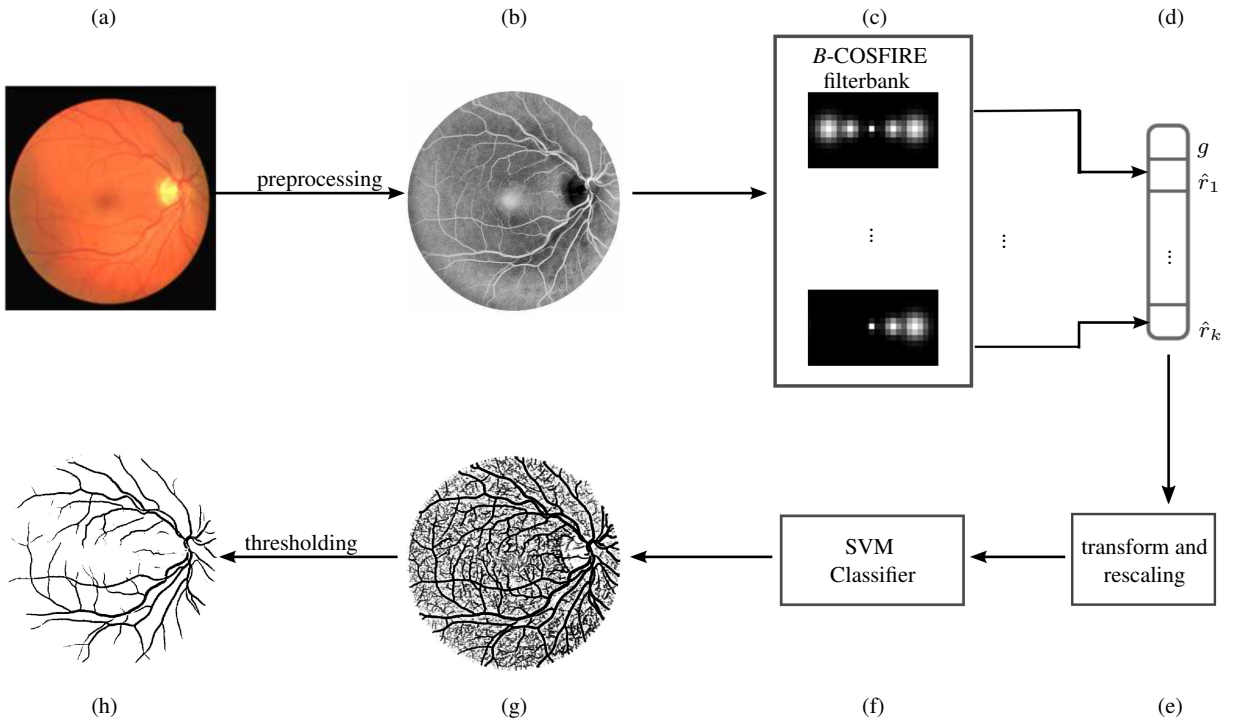 (a)
(b)
(c)
(d)
B-COSFIRE
filterbank
preprocessing
g
r̂1
⋮
⋮
⋮
r̂k
thresholding
SVM
Classifier
transform and
rescaling
(h)
(g)
(f)
(e)